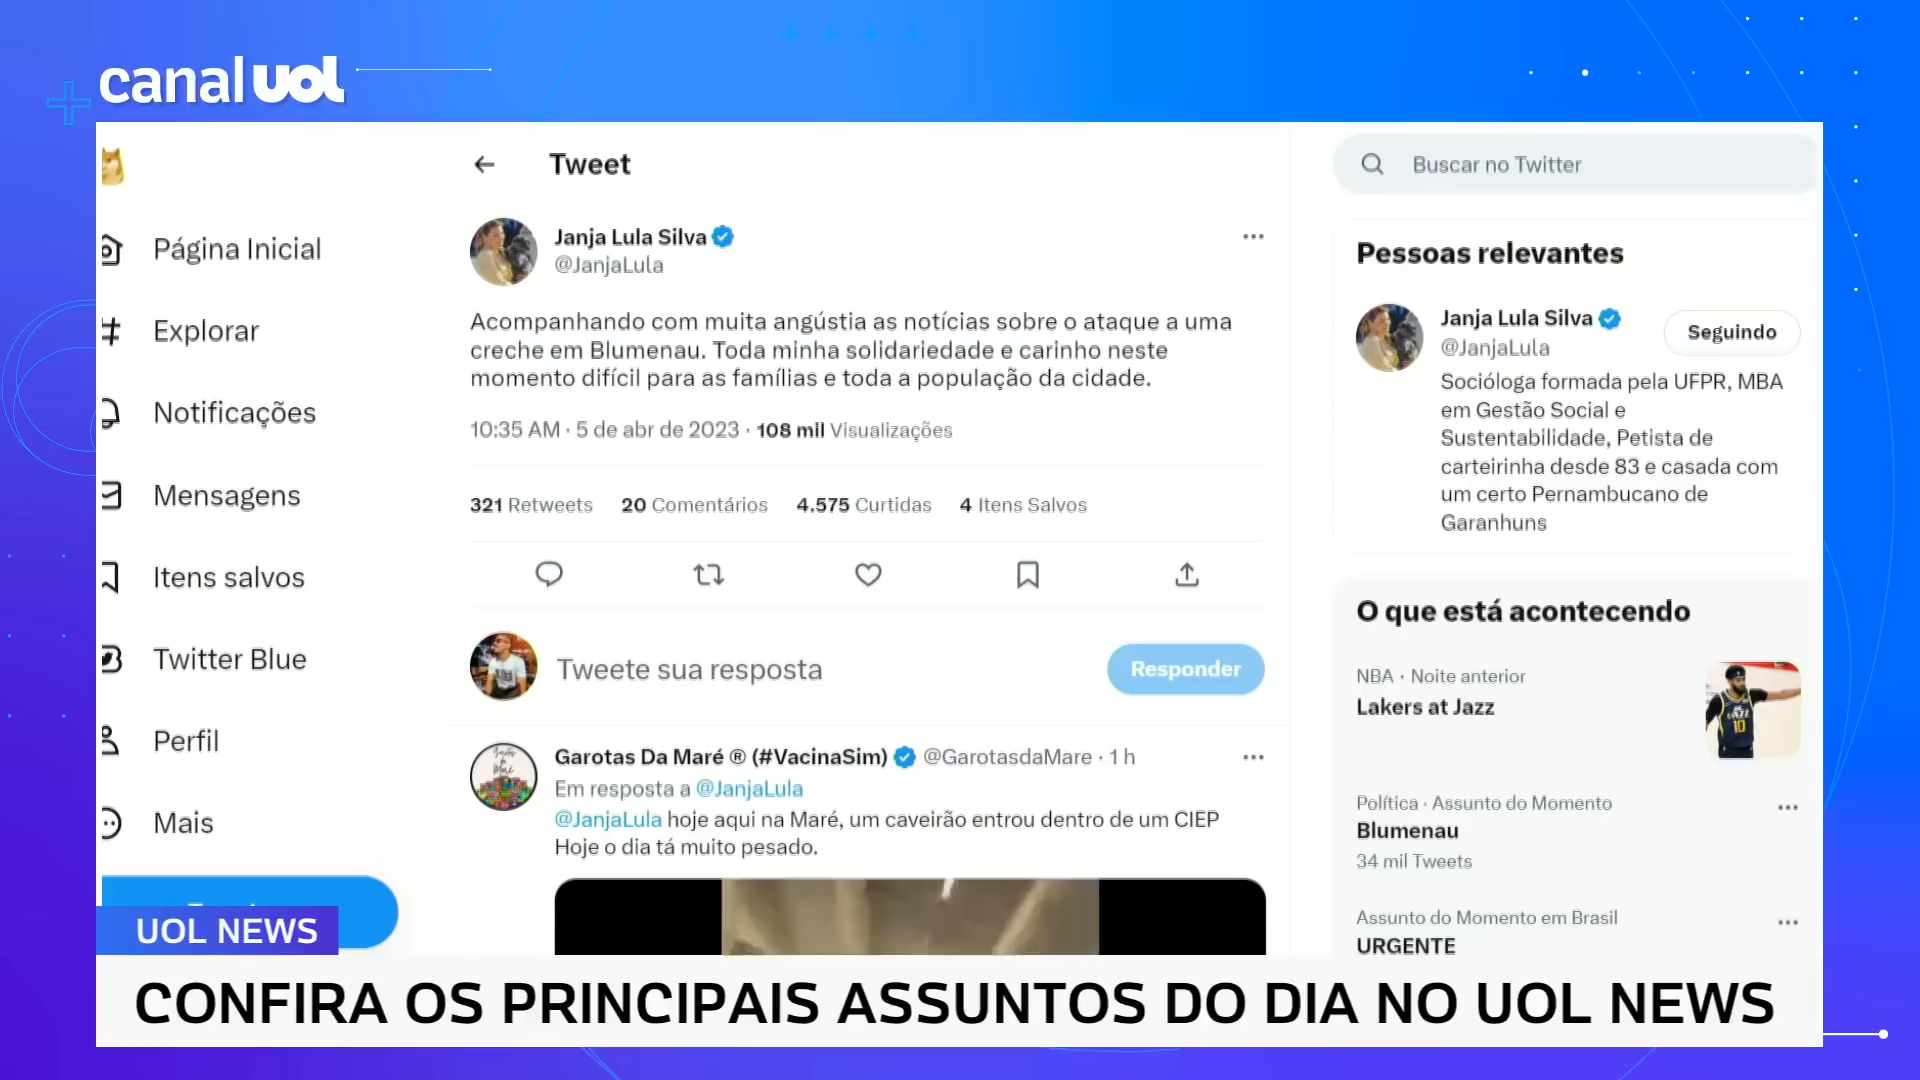 canal uol
Tweet
Buscar no Twitter
Página Inicial
Explorar
Notificações
Mensagens
Itens salvos
Twitter Blue
Perfil
Mais
Janja Lula Silva
@JanjaLula
Acompanhando com muita angústia as notícias sobre o ataque a uma
creche em Blumenau. Toda minha solidariedade e carinho neste
momento difícil para as famílias e toda a população da cidade.
10:35 AM · 5 de abr de 2023 · 108 mil Visualizações
321 Retweets 20 Comentários 4.575 Curtidas 4 Itens Salvos
Tweete sua resposta
Responder
Garotas Da Maré ® (#VacinaSim) @GarotasdaMare · 1 h
Em resposta a @JanjaLula
@JanjaLula hoje aqui na Maré, um caveirão entrou dentro de um CIEP
Hoje o dia tá muito pesado.
Pessoas relevantes
Janja Lula Silva
@JanjaLula
Seguindo
Socióloga formada pela UFPR, MBA
em Gestão Social e
Sustentabilidade, Petista de
carteirinha desde 83 e casada com
um certo Pernambucano de
Garanhuns
O que está acontecendo
NBA · Noite anterior
Lakers at Jazz
JAZZ
10
Política · Assunto do Momento
Blumenau
34 mil Tweets
Assunto do Momento em Brasil
URGENTE
UOL NEWS
CONFIRA OS PRINCIPAIS ASSUNTOS DO DIA NO UOL NEWS